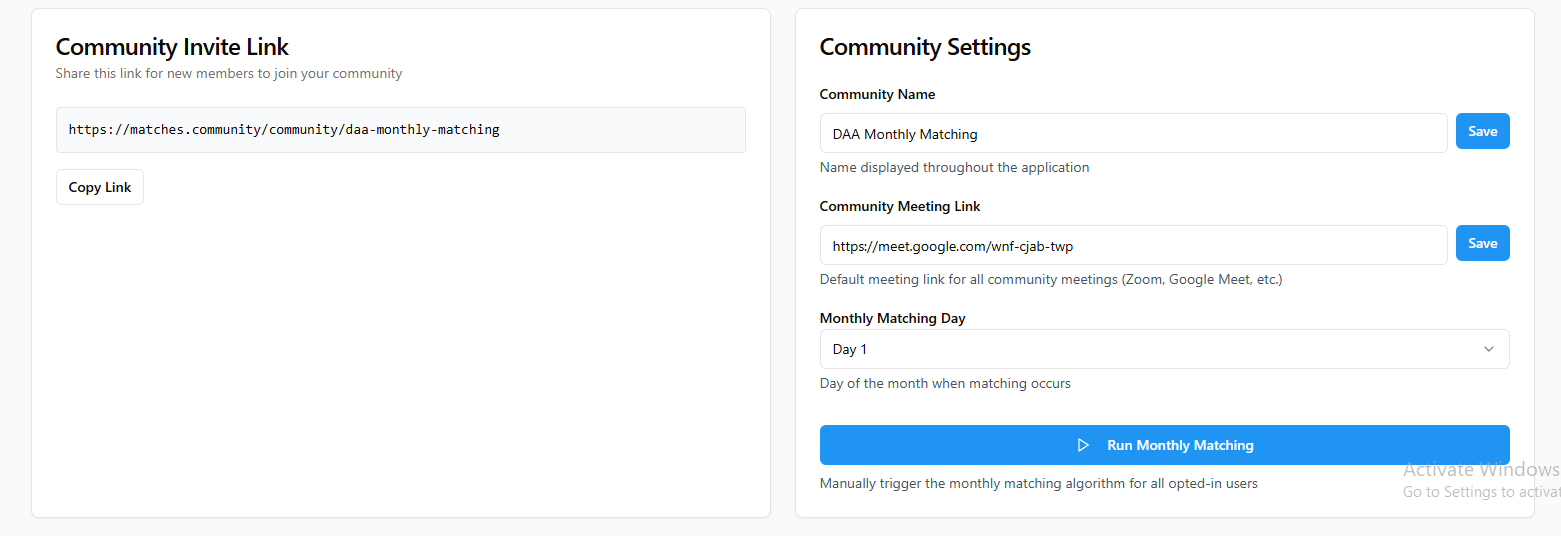 Community Invite Link
Share this link for new members to join your community
https://matches.community/community/daa-monthly-matching
Copy Link
Community Settings
Community Name
DAA Monthly Matching
Save
Name displayed throughout the application
Community Meeting Link
https://meet.google.com/wnf-cjab-twp
Save
Default meeting link for all community meetings (Zoom, Google Meet, etc.)
Monthly Matching Day
Day 1
Day of the month when matching occurs
Run Monthly Matching
Manually trigger the monthly matching algorithm for all opted-in users
Activate Windows
Go to Settings to activat